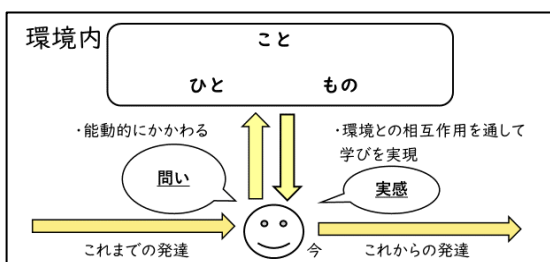 環境内
こと
ひと
もの
・能動的にかかわる
・環境との相互作用を通して
学びを実現
問い
実感
今
これまでの発達
これからの発達